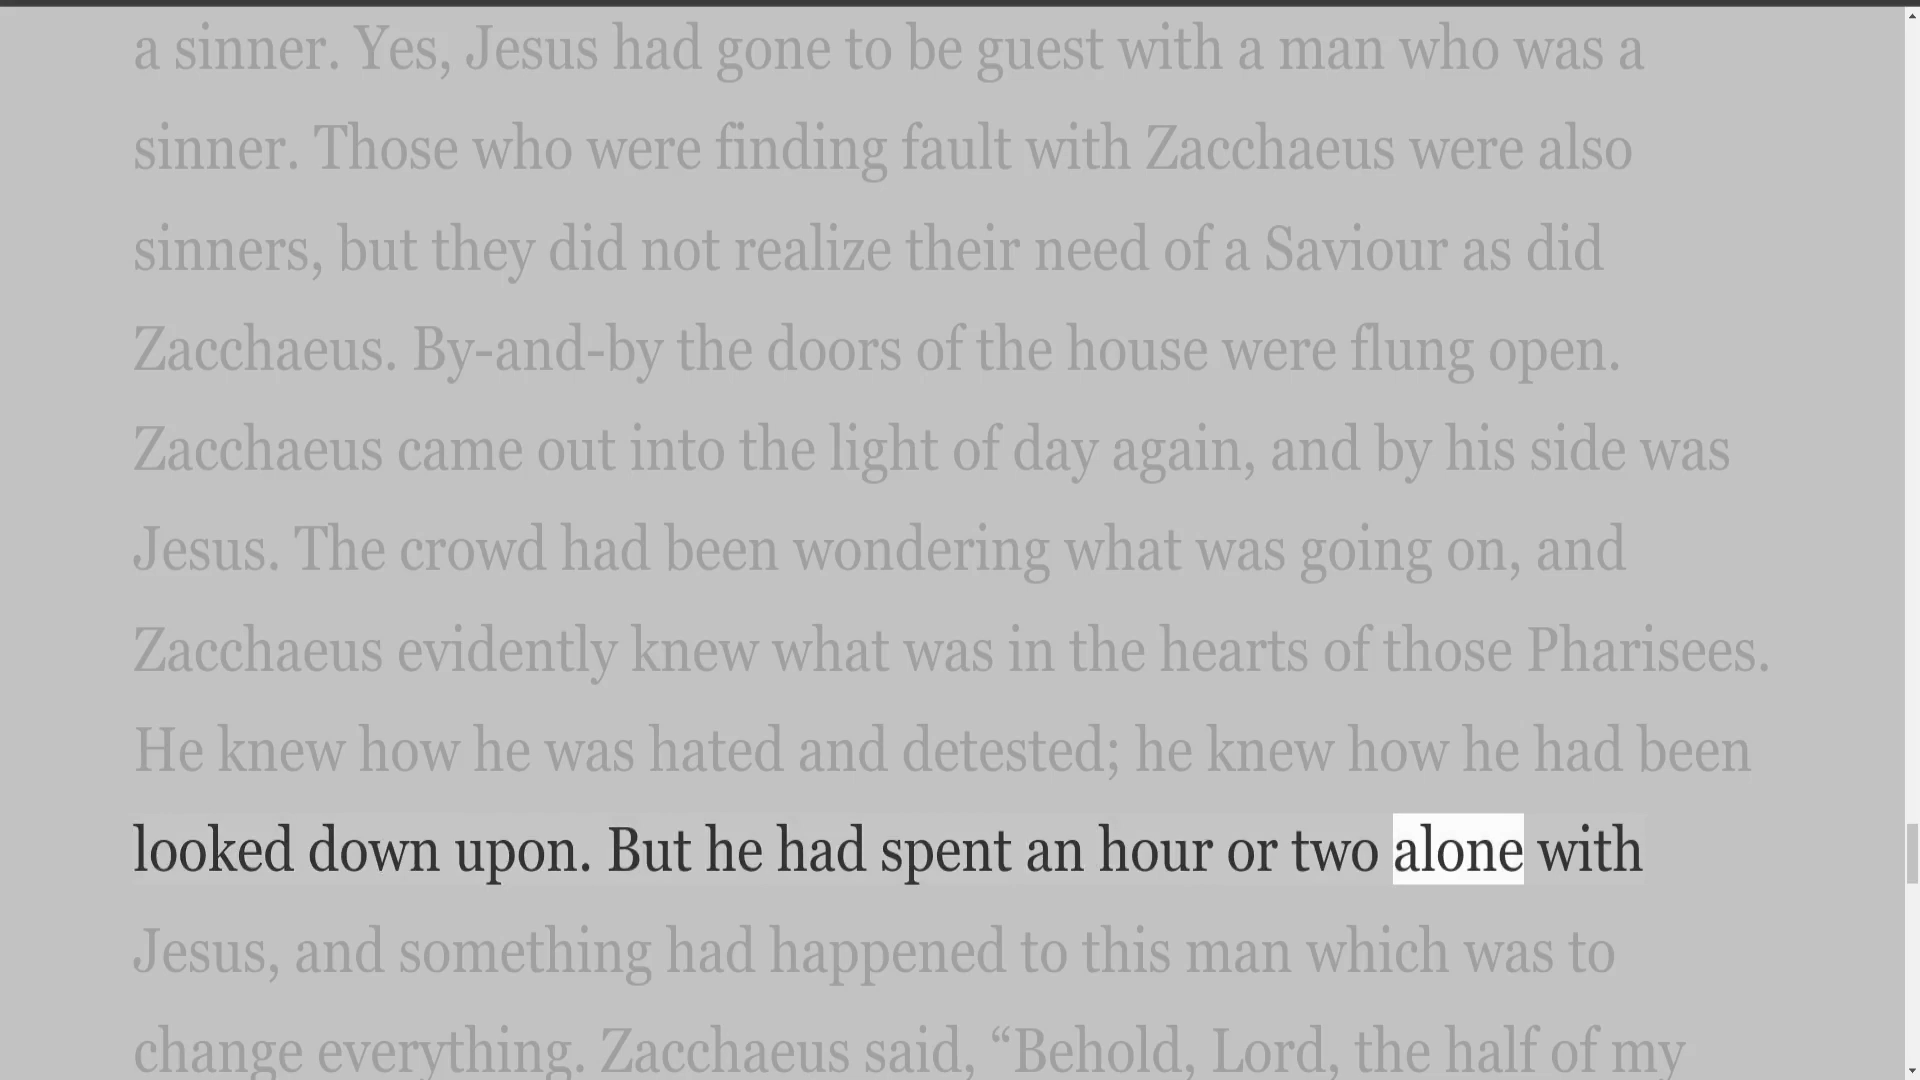 a sinner. Yes, Jesus had gone to be guest with a man who was a
sinner. Those who were finding fault with Zacchaeus were also
sinners, but they did not realize their need of a Saviour as did
Zacchaeus. By-and-by the doors of the house were flung open.
Zacchaeus came out into the light of day again, and by his side was
Jesus. The crowd had been wondering what was going on, and
Zacchaeus evidently knew what was in the hearts of those Pharisees.
He knew how he was hated and detested; he knew how he had been
looked down upon. But he had spent an hour or two alone with
Jesus, and something had happened to this man which was to
change everything. Zacchaeus said, “Behold, Lord, the half of my